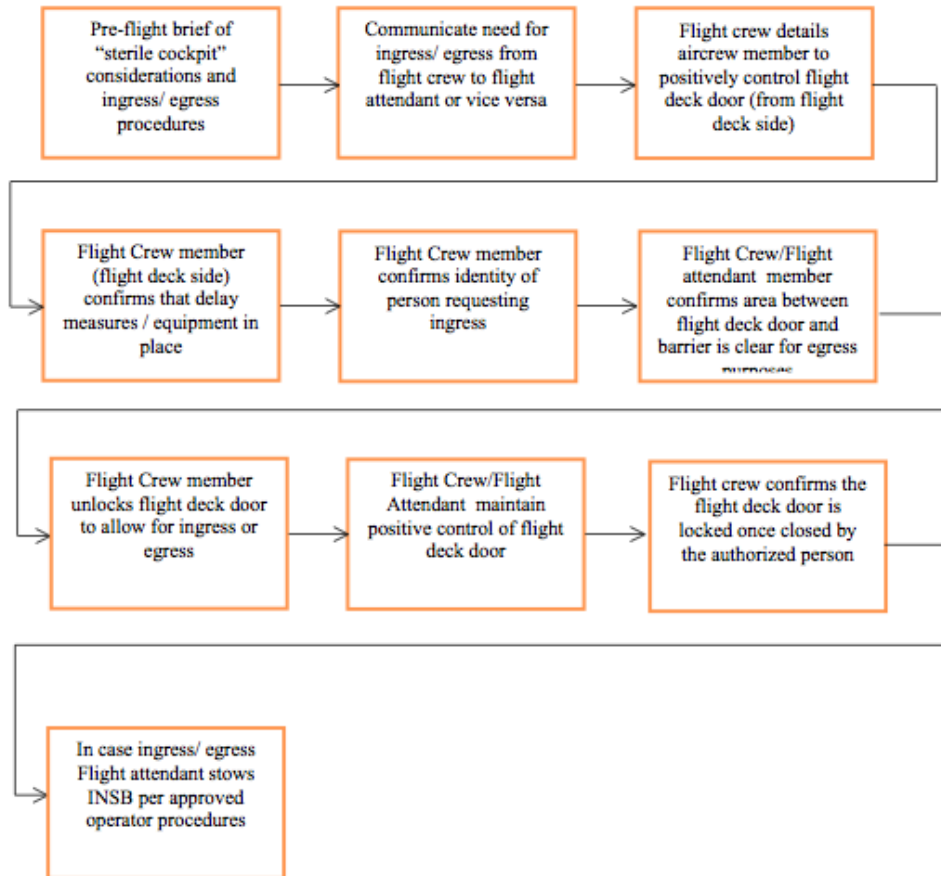 Pre-flight brief of
“sterile cockpit”
considerations and
ingress/ egress
procedures
Communicate need for
ingress/ egress from
flight crew to flight
attendant or vice versa
Flight crew details
aircrew member to
positively control flight
deck door (from flight
deck side)
Flight Crew member
(flight deck side)
confirms that delay
measures / equipment in
place
Flight Crew member
confirms identity of
person requesting
ingress
Flight Crew/Flight
attendant member
confirms area between
flight deck door and
barrier is clear for egress
purposes
Flight Crew member
unlocks flight deck door
to allow for ingress or
egress
Flight Crew/Flight
Attendant maintain
positive control of flight
deck door
Flight crew confirms the
flight deck door is
locked once closed by
the authorized person
In case ingress/ egress
Flight attendant stows
INSB per approved
operator procedures